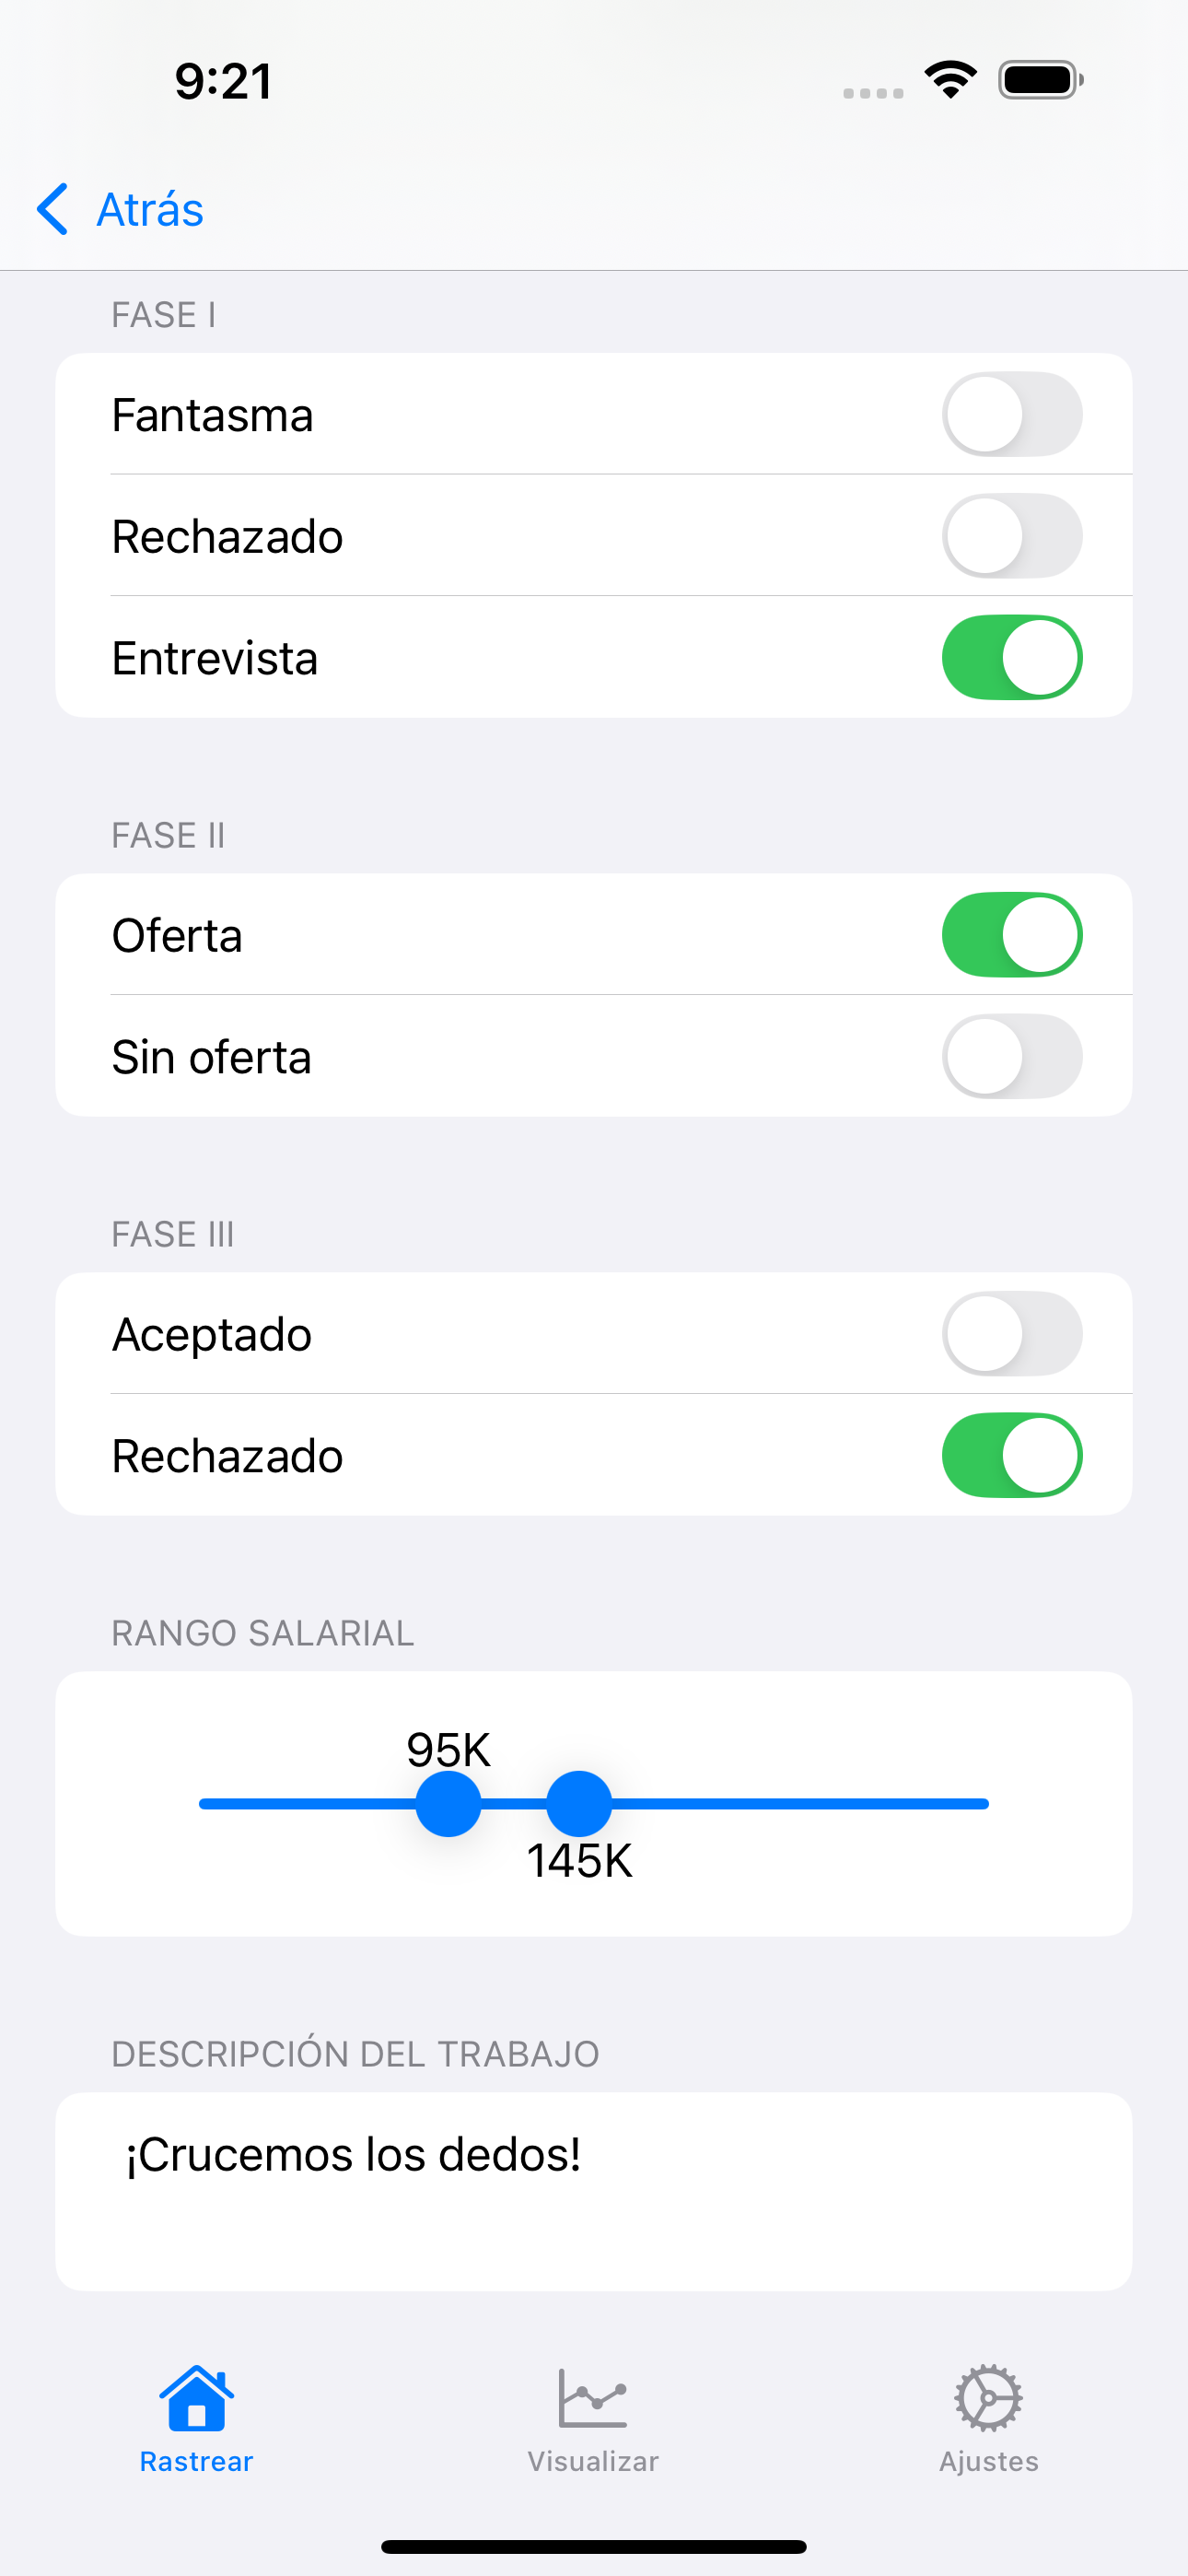 9:21
Atrás
FASE I
Fantasma
Rechazado
Entrevista
FASE II
Oferta
Sin oferta
FASE III
Aceptado
Rechazado
RANGO SALARIAL
95K
145K
DESCRIPCIÓN DEL TRABAJO
¡Crucemos los dedos!
Rastrear
Visualizar
Ajustes